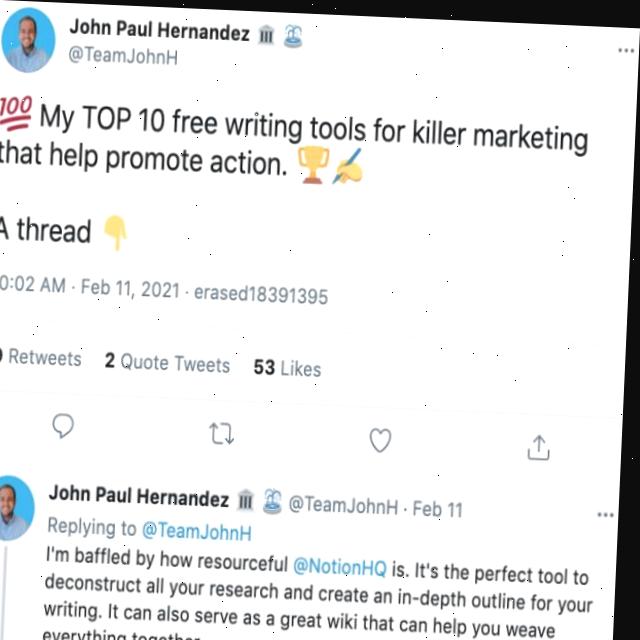 John Paul Hernandez 🏛️ ⛲
@TeamJohnH
💯 My TOP 10 free writing tools for killer marketing
that help promote action. 🏆✍️
A thread 👇
0:02 AM · Feb 11, 2021 · erased18391395
Retweets 2 Quote Tweets 53 Likes
John Paul Hernandez 🏛️ ⛲ @TeamJohnH · Feb 11
Replying to @TeamJohnH
I'm baffled by how resourceful @NotionHQ is. It's the perfect tool to
deconstruct all your research and create an in-depth outline for your
writing. It can also serve as a great wiki that can help you weave
everything together